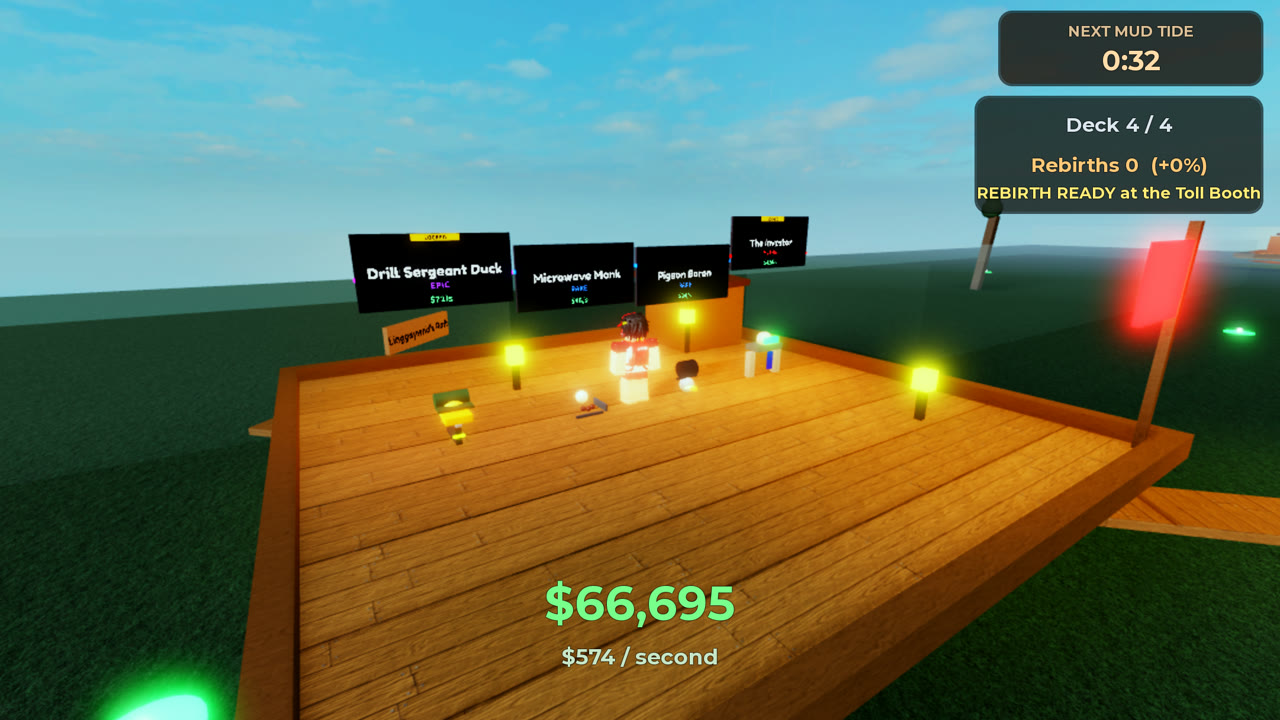 NEXT MUD TIDE
0:32
Deck 4 / 4
Rebirths 0 (+0%)
REBIRTH READY at the Toll Booth
Drill Sergeant Duck
EPIC
Microwave Monk
RARE
Pigeon Baron
The Investor
$66,695
$574 / second